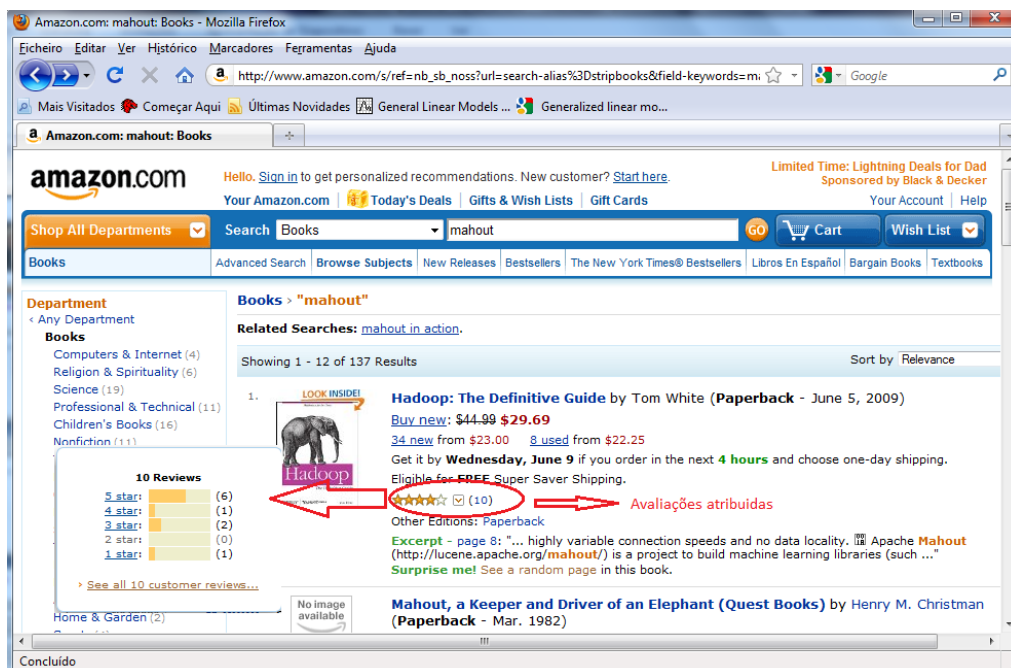 Amazon.com: mahout: Books - Mozilla Firefox
Ficheiro Editar Ver Histórico Marcadores Ferramentas Ajuda
http://www.amazon.com/s/ref=nb_sb_noss?url=search-alias%3Dstripbooks&field-keywords=m Google
Mais Visitados Começar Aqui Últimas Novidades General Linear Models ... Generalized linear mo...
Amazon.com: mahout: Books
amazon.com
Hello. Sign in to get personalized recommendations. New customer? Start here.
Limited Time: Lightning Deals for Dad
Sponsored by Black & Decker
Your Amazon.com Today's Deals Gifts & Wish Lists Gift Cards Your Account Help
Shop All Departments Search Books mahout GO Cart Wish List
Books Advanced Search Browse Subjects New Releases Bestsellers The New York Times® Bestsellers Libros En Español Bargain Books Textbooks
Department
‹ Any Department
Books
Computers & Internet (4)
Religion & Spirituality (6)
Science (19)
Professional & Technical (11)
Children's Books (16)
Nonfiction (11)
10 Reviews
5 star: (6)
4 star: (1)
3 star: (2)
2 star: (0)
1 star: (1)
› See all 10 customer reviews...
Home & Garden (2)
Books › "mahout"
Related Searches: mahout in action.
Showing 1 - 12 of 137 Results Sort by Relevance
1.
LOOK INSIDE!
Hadoop
Hadoop: The Definitive Guide by Tom White (Paperback - June 5, 2009)
Buy new: $44.99 $29.69
34 new from $23.00 8 used from $22.25
Get it by Wednesday, June 9 if you order in the next 4 hours and choose one-day shipping.
Eligible for FREE Super Saver Shipping.
(10) Avaliações atribuidas
Other Editions: Paperback
Excerpt - page 8: "... highly variable connection speeds and no data locality. Apache Mahout
(http://lucene.apache.org/mahout/) is a project to build machine learning libraries (such ..."
Surprise me! See a random page in this book.
No image
available
amazon.com
Mahout, a Keeper and Driver of an Elephant (Quest Books) by Henry M. Christman
(Paperback - Mar. 1982)
Concluído